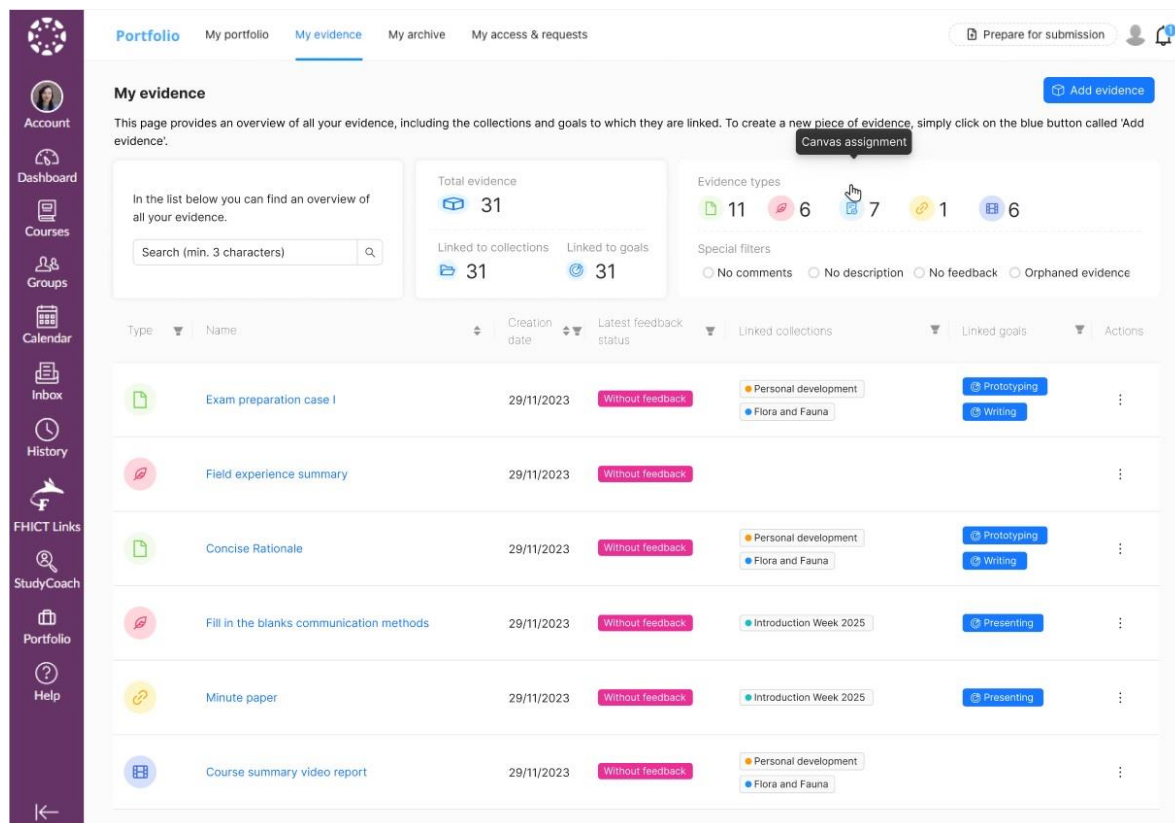 Portfolio My portfolio My evidence My archive My access & requests Prepare for submission 1
Account
Dashboard
Courses
Groups
Calendar
Inbox
History
FHICT Links
StudyCoach
Portfolio
Help
My evidence
Add evidence
This page provides an overview of all your evidence, including the collections and goals to which they are linked. To create a new piece of evidence, simply click on the blue button called 'Add
evidence'.
Canvas assignment
In the list below you can find an overview of
all your evidence.
Search (min. 3 characters)
Total evidence
31
Linked to collections Linked to goals
31 31
Evidence types
11 6 7 1 6
Special filters
No comments No description No feedback Orphaned evidence
Type Name Creation date Latest feedback status Linked collections Linked goals Actions
Exam preparation case I 29/11/2023 Without feedback Personal development Prototyping
Flora and Fauna Writing
Field experience summary 29/11/2023 Without feedback
Concise Rationale 29/11/2023 Without feedback Personal development Prototyping
Flora and Fauna Writing
Fill in the blanks communication methods 29/11/2023 Without feedback Introduction Week 2025 Presenting
Minute paper 29/11/2023 Without feedback Introduction Week 2025 Presenting
Course summary video report 29/11/2023 Without feedback Personal development
Flora and Fauna